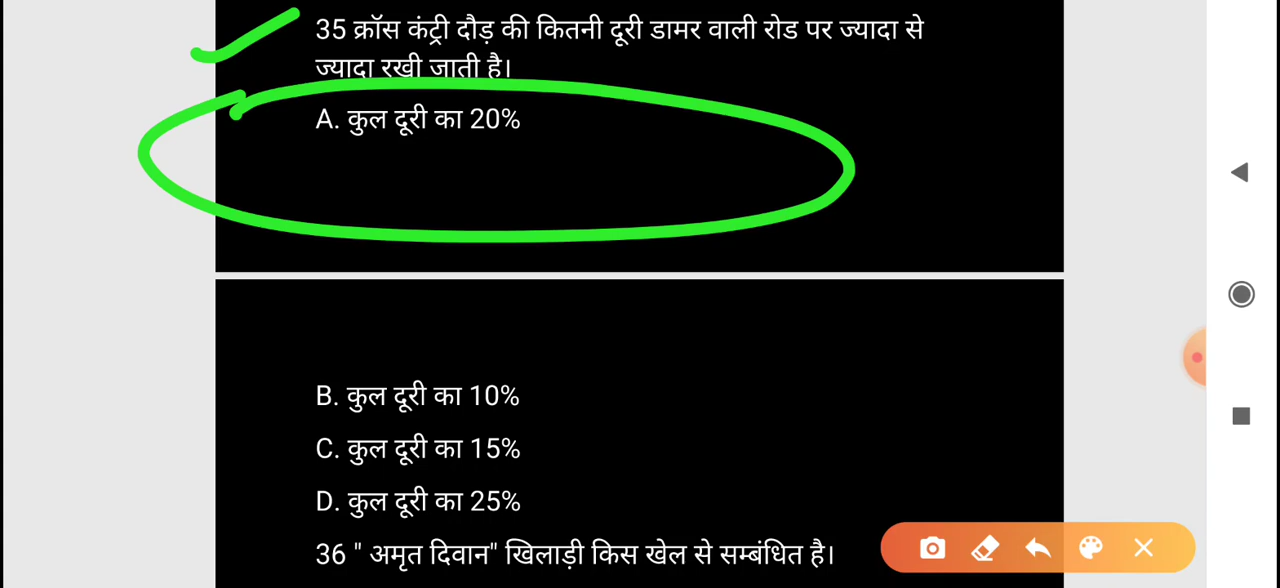 35 क्रॉस कंट्री दौड़ की कितनी दूरी डामर वाली रोड पर ज्यादा से
ज्यादा रखी जाती है।
A. कुल दूरी का 20%
B. कुल दूरी का 10%
C. कुल दूरी का 15%
D. कुल दूरी का 25%
36 " अमृत दिवान" खिलाड़ी किस खेल से सम्बंधित है।